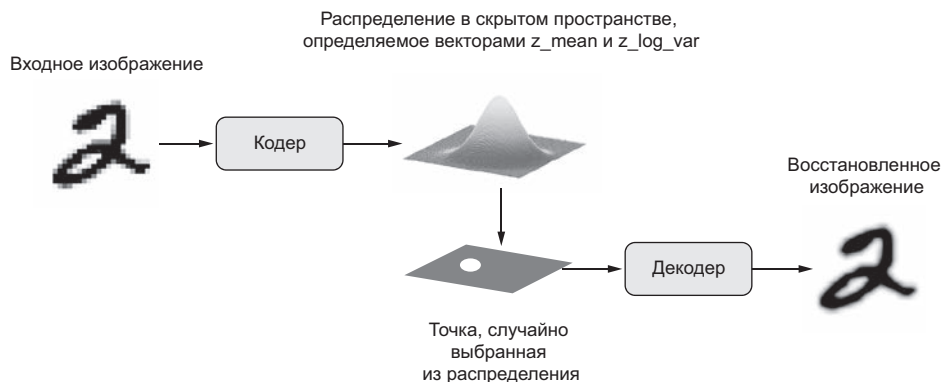 Распределение в скрытом пространстве,
определяемое векторами z_mean и z_log_var
Входное изображение
Кодер
Восстановленное
изображение
Декодер
Точка, случайно
выбранная
из распределения